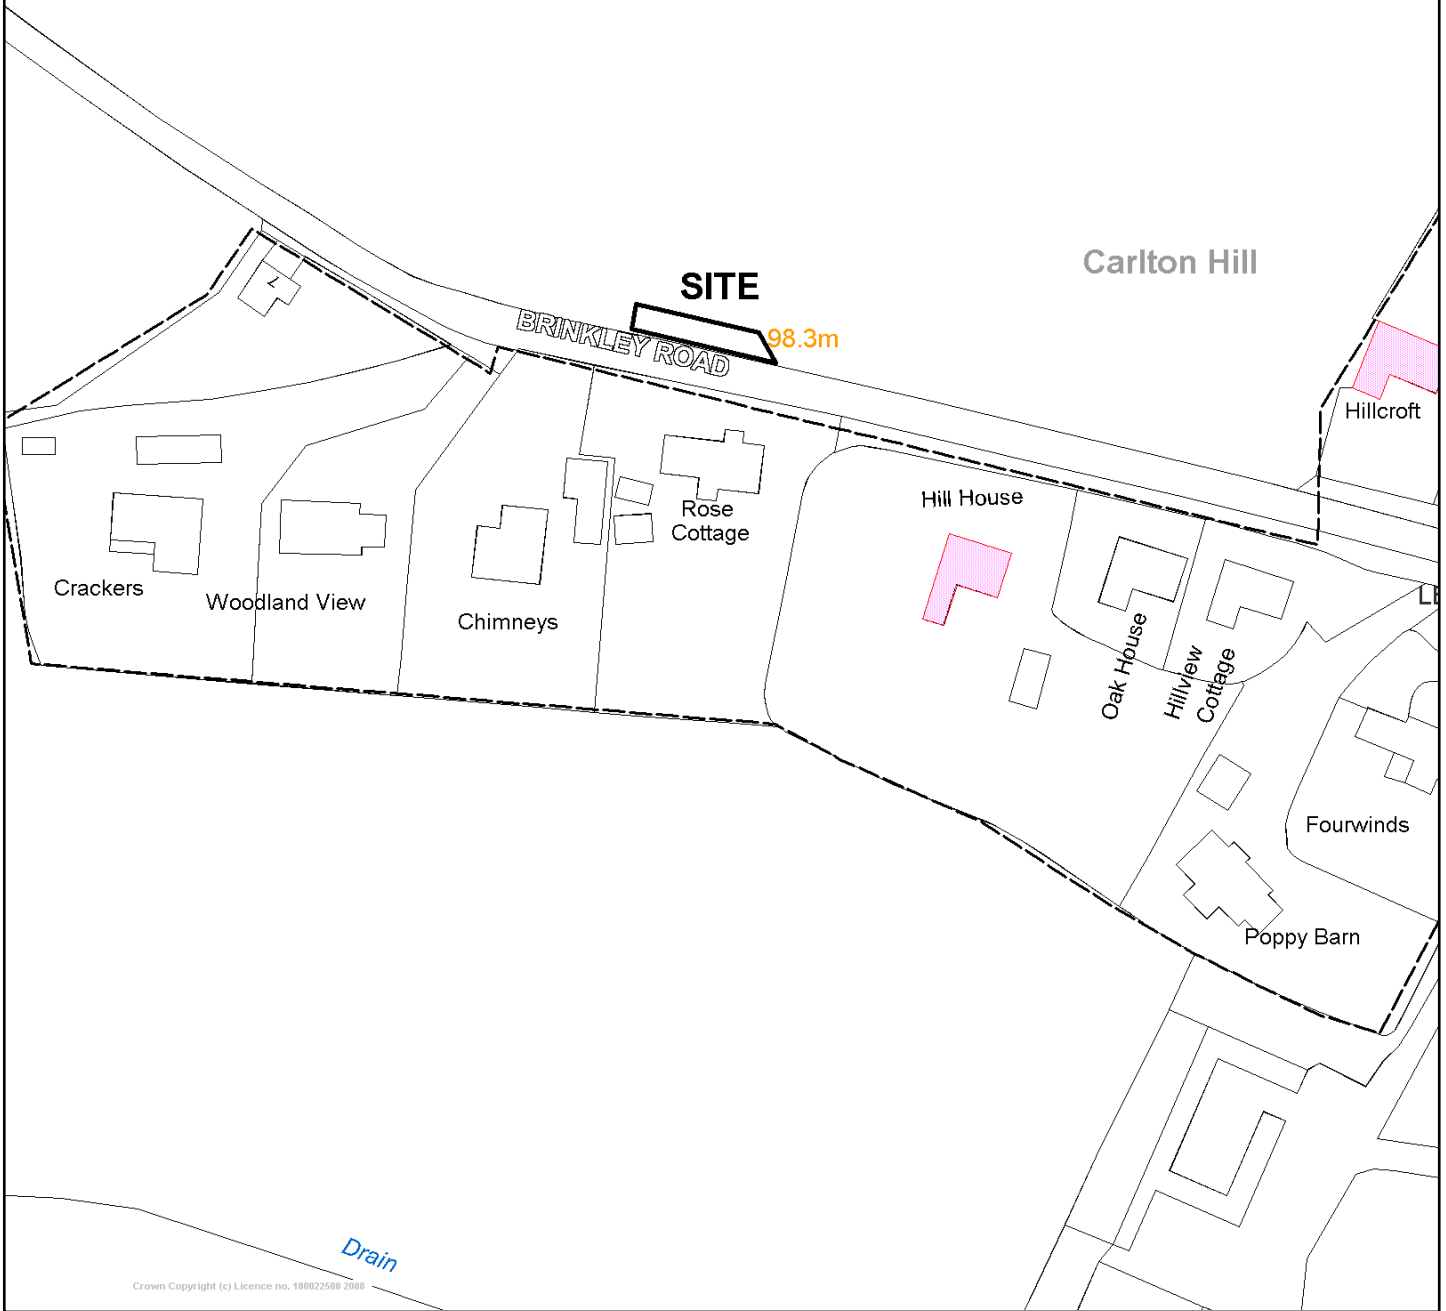 Carlton Hill
SITE
BRINKLEY ROAD
98.3m
Hillcroft
Hill House
Rose
Cottage
Crackers
Woodland View
Chimneys
Oak House
Hillview
Cottage
Fourwinds
Poppy Barn
Drain
Crown Copyright (c) Licence no. 100022500 2008